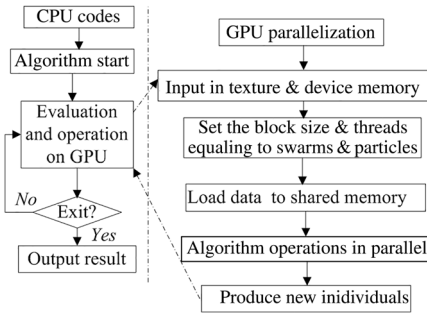 CPU codes
Algorithm start
Evaluation
and operation
on GPU
No
Exit?
Yes
Output result
GPU parallelization
Input in texture & device memory
Set the block size & threads
equaling to swarms & particles
Load data to shared memory
Algorithm operations in parallel
Produce new inidividuals